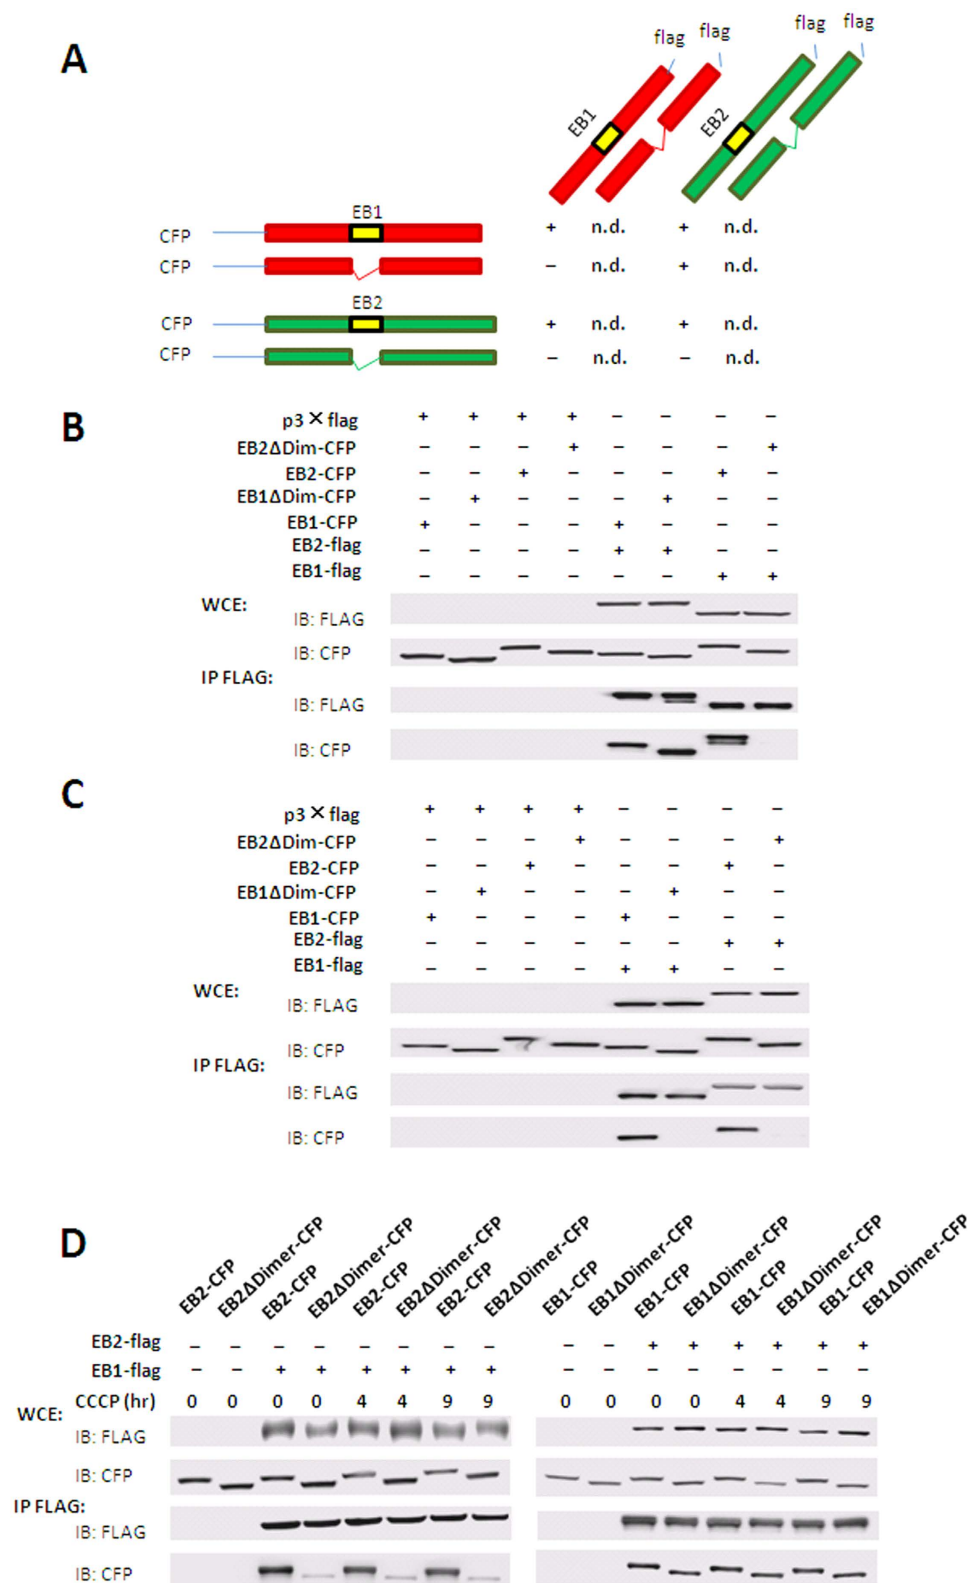 A
flag flag flag flag
EB1 EB2
EB1
CFP + n.d. + n.d.
CFP – n.d. + n.d.
EB2
CFP + n.d. + n.d.
CFP – n.d. – n.d.
B
p3 × flag + + + + – – – –
EB2ΔDim-CFP – – – + – – – +
EB2-CFP – – + – – – + –
EB1ΔDim-CFP – + – – – + – –
EB1-CFP + – – – + – – –
EB2-flag – – – – + + – –
EB1-flag – – – – – – + +
WCE:
IB: FLAG
IB: CFP
IP FLAG:
IB: FLAG
IB: CFP
C
p3 × flag + + + + – – – –
EB2ΔDim-CFP – – – + – – – +
EB2-CFP – – + – – – + –
EB1ΔDim-CFP – + – – – + – –
EB1-CFP + – – – + – – –
EB2-flag – – – – – – + +
EB1-flag – – – – + + – –
WCE:
IB: FLAG
IB: CFP
IP FLAG:
IB: FLAG
IB: CFP
D
EB2-CFP EB2ΔDimer-CFP EB2-CFP EB2ΔDimer-CFP EB2-CFP EB2ΔDimer-CFP EB2-CFP EB2ΔDimer-CFP EB1-CFP EB1ΔDimer-CFP EB1-CFP EB1ΔDimer-CFP EB1-CFP EB1ΔDimer-CFP EB1-CFP EB1ΔDimer-CFP
EB2-flag – – – – – – – – – – + + + + + +
EB1-flag – – + + + + + + – – – – – – – –
CCCP (hr) 0 0 0 0 4 4 9 9 0 0 0 0 4 4 9 9
WCE:
IB: FLAG
IB: CFP
IP FLAG:
IB: FLAG
IB: CFP